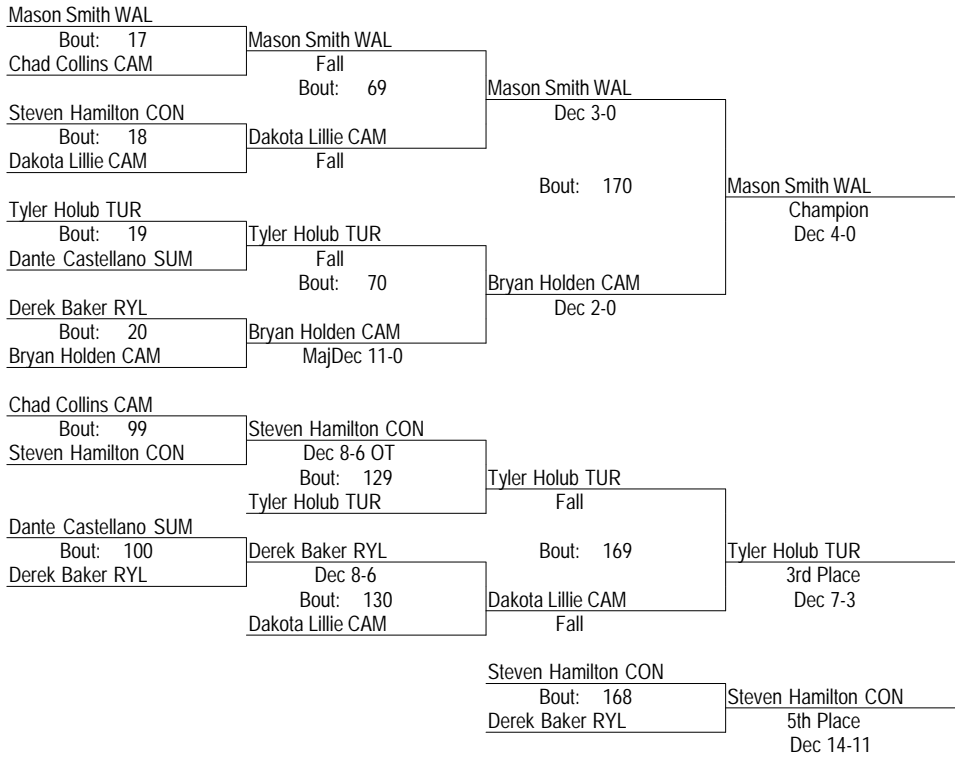 Mason Smith WAL
Bout: 17
Chad Collins CAM
Mason Smith WAL
Fall
Bout: 69
Mason Smith WAL
Dec 3-0
Steven Hamilton CON
Bout: 18
Dakota Lillie CAM
Dakota Lillie CAM
Fall
Bout: 170
Mason Smith WAL
Champion
Dec 4-0
Tyler Holub TUR
Bout: 19
Dante Castellano SUM
Tyler Holub TUR
Fall
Bout: 70
Bryan Holden CAM
Dec 2-0
Derek Baker RYL
Bout: 20
Bryan Holden CAM
Bryan Holden CAM
MajDec 11-0
Chad Collins CAM
Bout: 99
Steven Hamilton CON
Steven Hamilton CON
Dec 8-6 OT
Bout: 129
Tyler Holub TUR
Tyler Holub TUR
Fall
Dante Castellano SUM
Bout: 100
Derek Baker RYL
Derek Baker RYL
Dec 8-6
Bout: 130
Dakota Lillie CAM
Bout: 169
Dakota Lillie CAM
Fall
Tyler Holub TUR
3rd Place
Dec 7-3
Steven Hamilton CON
Bout: 168
Derek Baker RYL
Steven Hamilton CON
5th Place
Dec 14-11